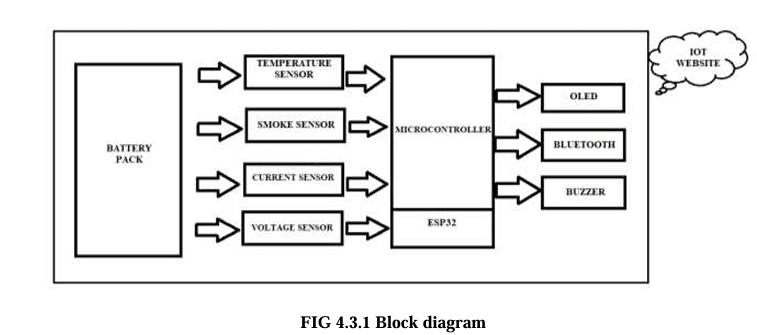 BATTERY
PACK
TEMPERATURE
SENSOR
SMOKE SENSOR
CURRENT SENSOR
VOLTAGE SENSOR
MICROCONTROLLER
ESP32
OLED
BLUETOOTH
BUZZER
IOT
WEBSITE
FIG 4.3.1 Block diagram